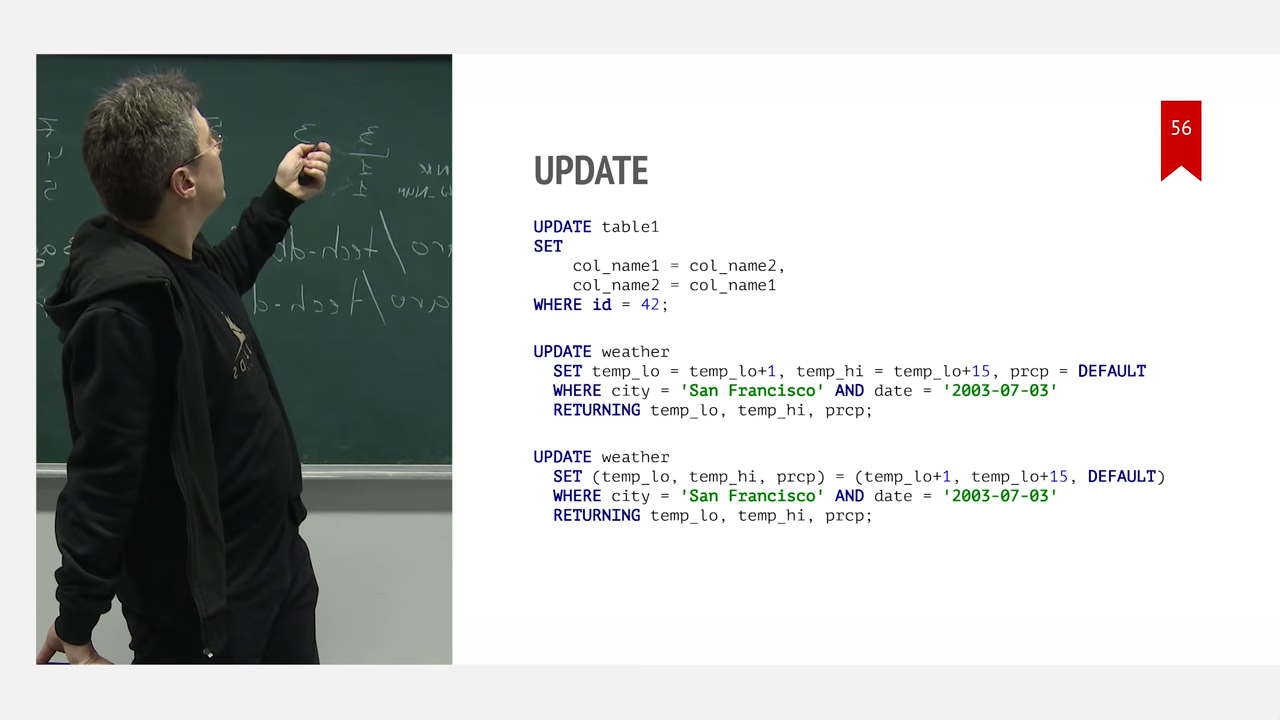 56
UPDATE
UPDATE table1
SET
col_name1 = col_name2,
col_name2 = col_name1
WHERE id = 42;
UPDATE weather
SET temp_lo = temp_lo+1, temp_hi = temp_lo+15, prcp = DEFAULT
WHERE city = 'San Francisco' AND date = '2003-07-03'
RETURNING temp_lo, temp_hi, prcp;
UPDATE weather
SET (temp_lo, temp_hi, prcp) = (temp_lo+1, temp_lo+15, DEFAULT)
WHERE city = 'San Francisco' AND date = '2003-07-03'
RETURNING temp_lo, temp_hi, prcp;